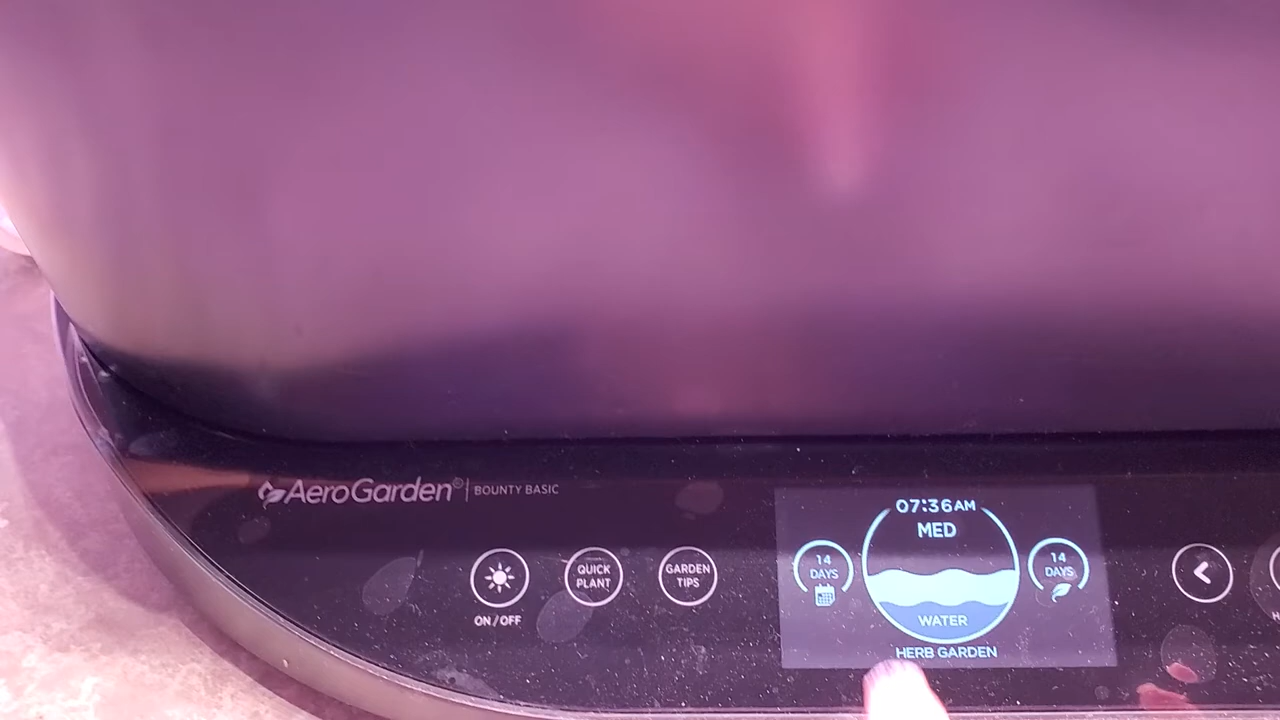 AeroGarden® | BOUNTY BASIC
ON/OFF
QUICK
PLANT
GARDEN
TIPS
07:36AM
MED
14
DAYS
WATER
HERB GARDEN
14
DAYS